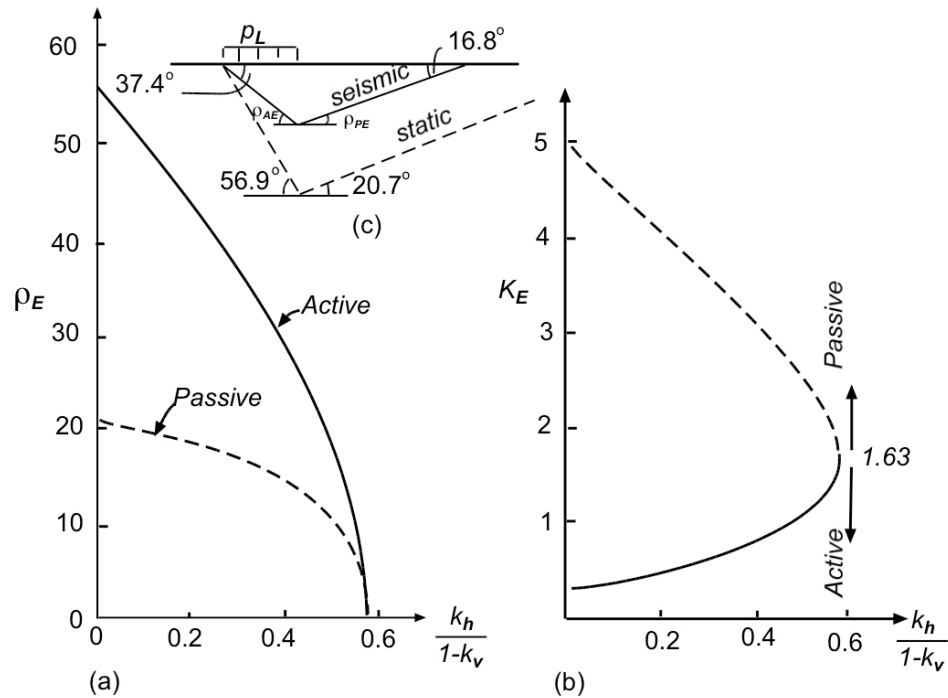 60
50
40
30
20
10
0
ρE
0
0.2
0.4
0.6
kh
1-kv
(a)
Active
Passive
pL
37.4°
16.8°
seismic
ρAE
ρPE
static
56.9°
20.7°
(c)
5
4
3
2
1
KE
Passive
1.63
Active
0.2
0.4
0.6
kh
1-kv
(b)